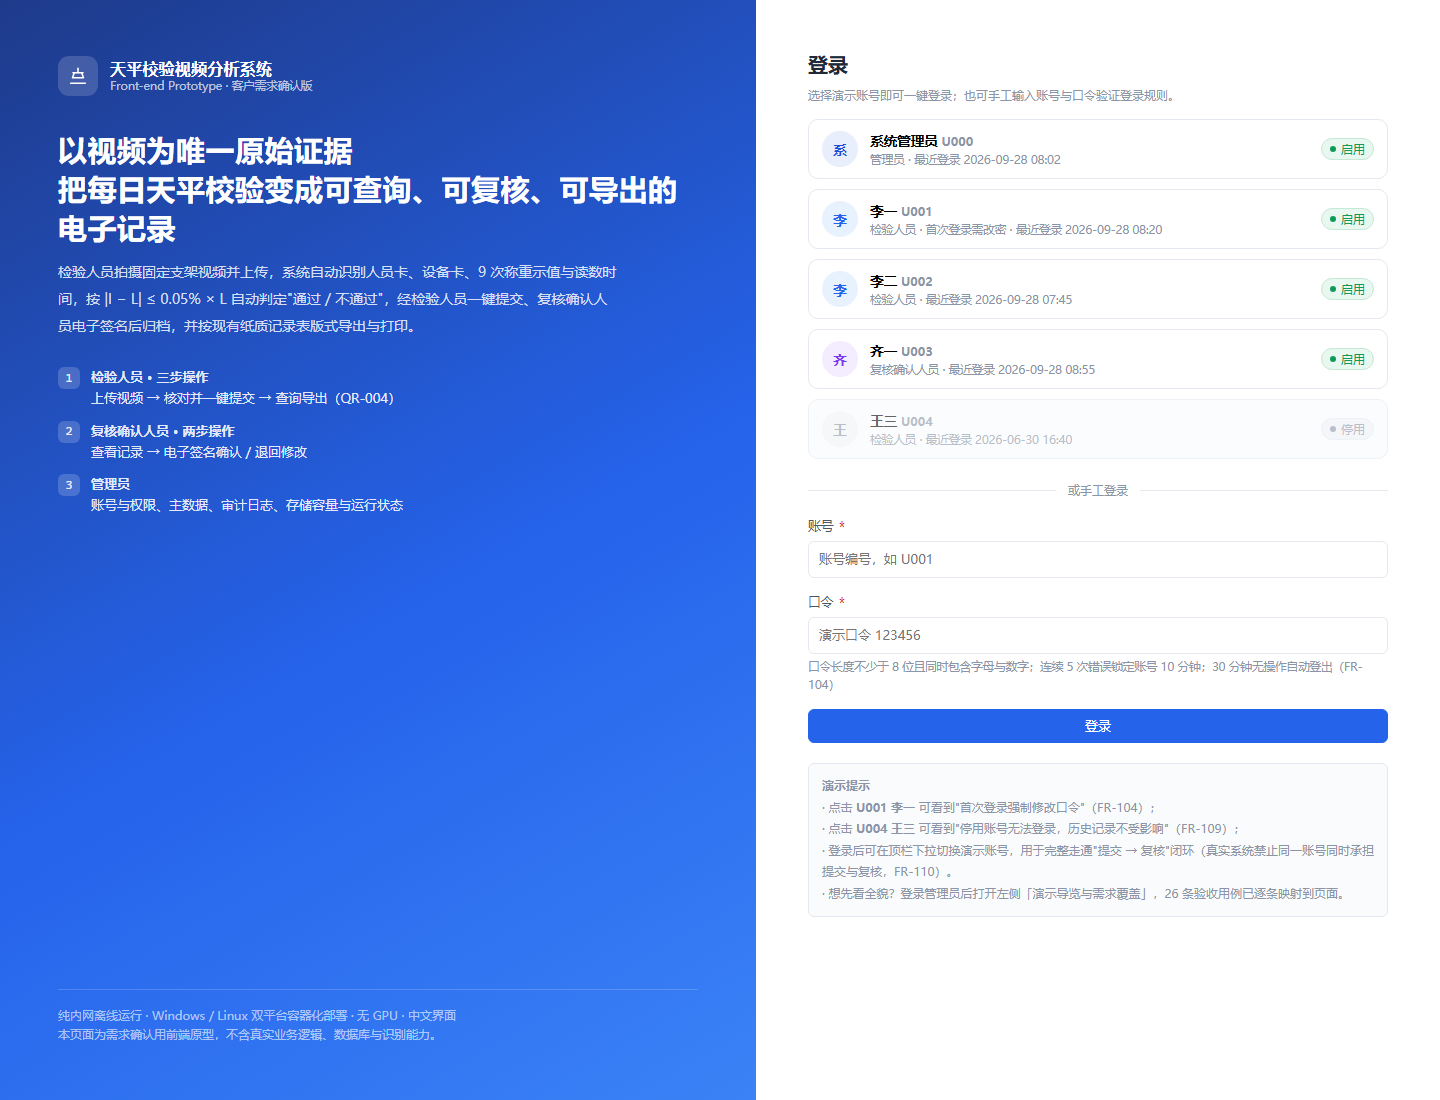 天平校验视频分析系统
Front-end Prototype · 客户需求确认版
以视频为唯一原始证据
把每日天平校验变成可查询、可复核、可导出的
电子记录
检验人员拍摄固定支架视频并上传，系统自动识别人员卡、设备卡、9 次称重示值与读数时
间，按 |I − L| ≤ 0.05% × L 自动判定"通过 / 不通过"，经检验人员一键提交、复核确认人
员电子签名后归档，并按现有纸质记录表版式导出与打印。
1 检验人员 • 三步操作
上传视频 → 核对并一键提交 → 查询导出（QR-004）
2 复核确认人员 • 两步操作
查看记录 → 电子签名确认 / 退回修改
3 管理员
账号与权限、主数据、审计日志、存储容量与运行状态
纯内网离线运行 · Windows / Linux 双平台容器化部署 · 无 GPU · 中文界面
本页面为需求确认用前端原型，不含真实业务逻辑、数据库与识别能力。
登录
选择演示账号即可一键登录；也可手工输入账号与口令验证登录规则。
系 系统管理员 U000 启用
管理员 · 最近登录 2026-09-28 08:02
李 李一 U001 启用
检验人员 · 首次登录需改密 · 最近登录 2026-09-28 08:20
李 李二 U002 启用
检验人员 · 最近登录 2026-09-28 07:45
齐 齐一 U003 启用
复核确认人员 · 最近登录 2026-09-28 08:55
王 王三 U004 停用
检验人员 · 最近登录 2026-06-30 16:40
或手工登录
账号 *
账号编号，如 U001
口令 *
演示口令 123456
口令长度不少于 8 位且同时包含字母与数字；连续 5 次错误锁定账号 10 分钟；30 分钟无操作自动登出（FR-
104）
登录
演示提示
· 点击 U001 李一 可看到"首次登录强制修改口令"（FR-104）；
· 点击 U004 王三 可看到"停用账号无法登录，历史记录不受影响"（FR-109）；
· 登录后可在顶栏下拉切换演示账号，用于完整走通"提交 → 复核"闭环（真实系统禁止同一账号同时承担
提交与复核，FR-110）。
· 想先看全貌？登录管理员后打开左侧「演示导览与需求覆盖」，26 条验收用例已逐条映射到页面。